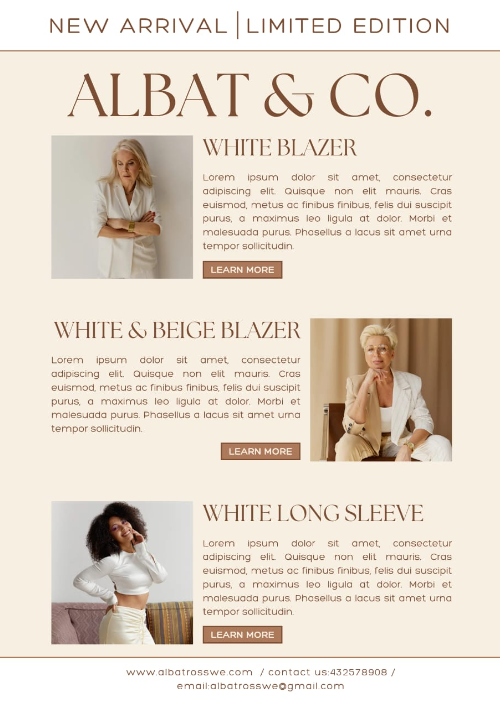 NEW ARRIVAL | LIMITED EDITION
ALBAT & CO.
WHITE BLAZER
Lorem ipsum dolor sit amet, consectetur
adipiscing elit. Quisque non elit mauris. Cras
euismod, metus ac finibus finibus, felis dui suscipit
purus, a maximus leo ligula at dolor. Morbi et
malesuada purus. Phasellus a lacus sit amet urna
tempor sollicitudin.
LEARN MORE
WHITE & BEIGE BLAZER
Lorem ipsum dolor sit amet, consectetur
adipiscing elit. Quisque non elit mauris. Cras
euismod, metus ac finibus finibus, felis dui suscipit
purus, a maximus leo ligula at dolor. Morbi et
malesuada purus. Phasellus a lacus sit amet urna
tempor sollicitudin.
LEARN MORE
WHITE LONG SLEEVE
Lorem ipsum dolor sit amet, consectetur
adipiscing elit. Quisque non elit mauris. Cras
euismod, metus ac finibus finibus, felis dui suscipit
purus, a maximus leo ligula at dolor. Morbi et
malesuada purus. Phasellus a lacus sit amet urna
tempor sollicitudin.
LEARN MORE
www.albatrosswe.com / contact us:432578908 /
email:albatrosswe@gmail.com